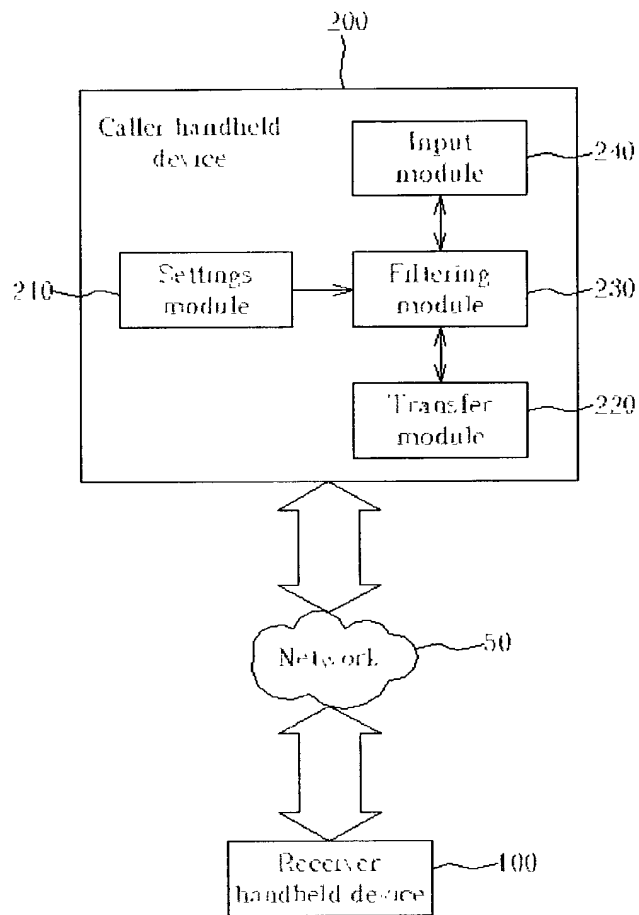 200
Caller handheld
device
Input
module
240
210
Settings
module
Filtering
module
230
Transfer
module
220
Network
50
Receiver
handheld device
100